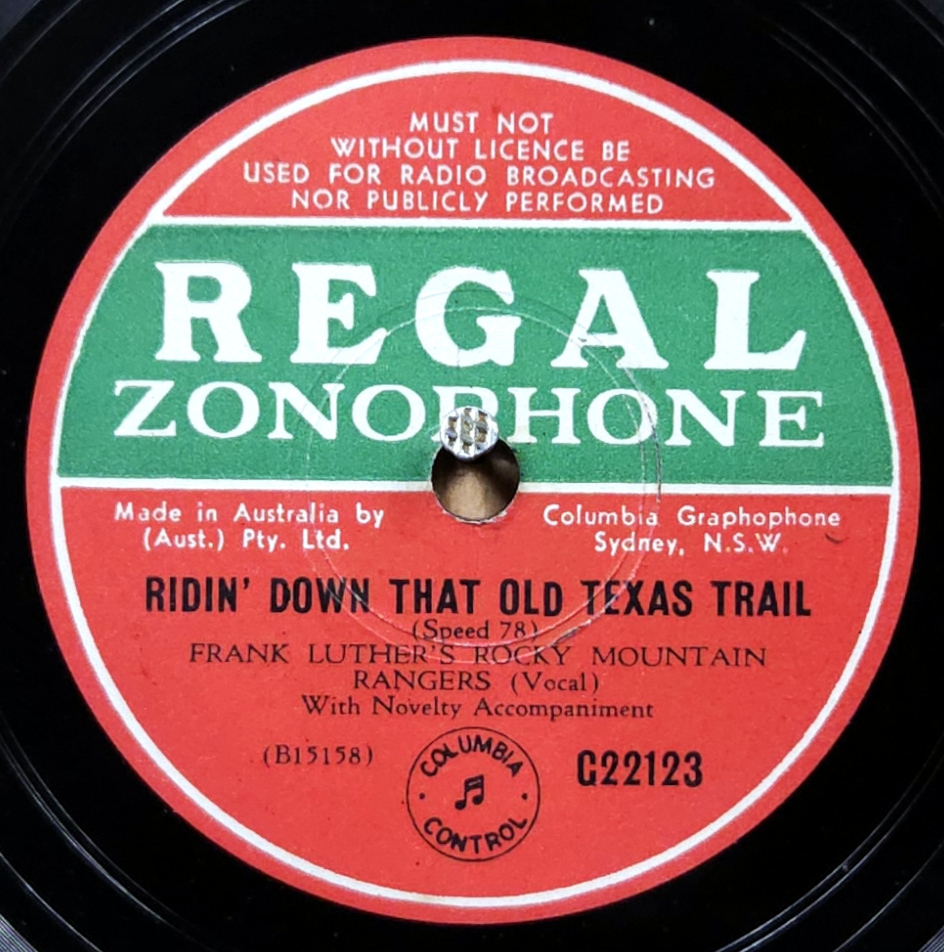 MUST NOT
WITHOUT LICENCE BE
USED FOR RADIO BROADCASTING
NOR PUBLICLY PERFORMED
REGAL
ZONOPHONE
Made in Australia by Columbia Graphophone
(Aust.) Pty. Ltd. Sydney, N.S.W.
RIDIN' DOWN THAT OLD TEXAS TRAIL
(Speed 78)
FRANK LUTHER'S ROCKY MOUNTAIN
RANGERS (Vocal)
With Novelty Accompaniment
(B15158) G22123
COLUMBIA
CONTROL